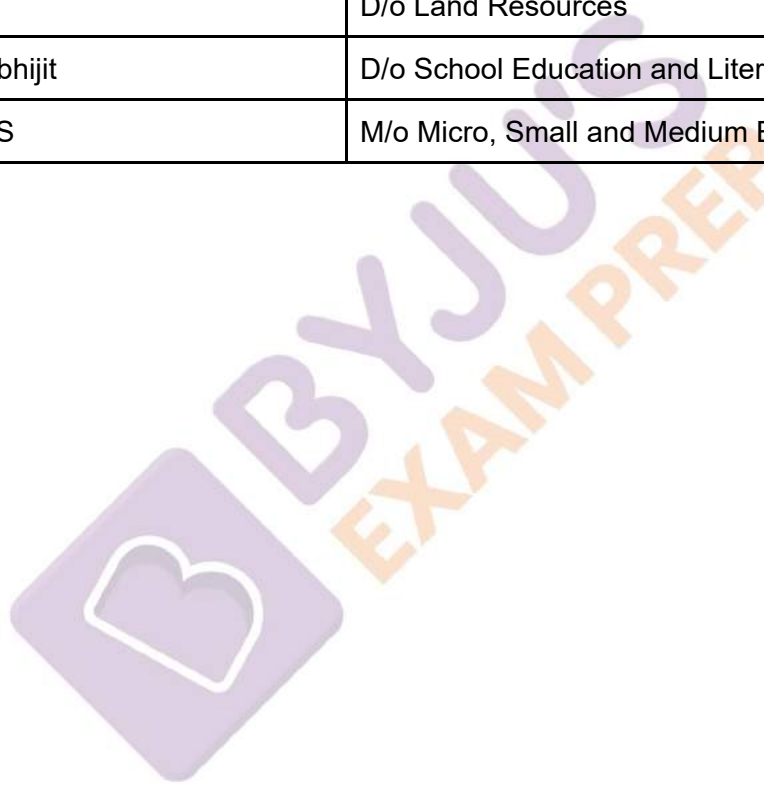 D/o Land Resources
bhijit D/o School Education and Liter
S M/o Micro, Small and Medium E
BYJU'S
EXAM PREP